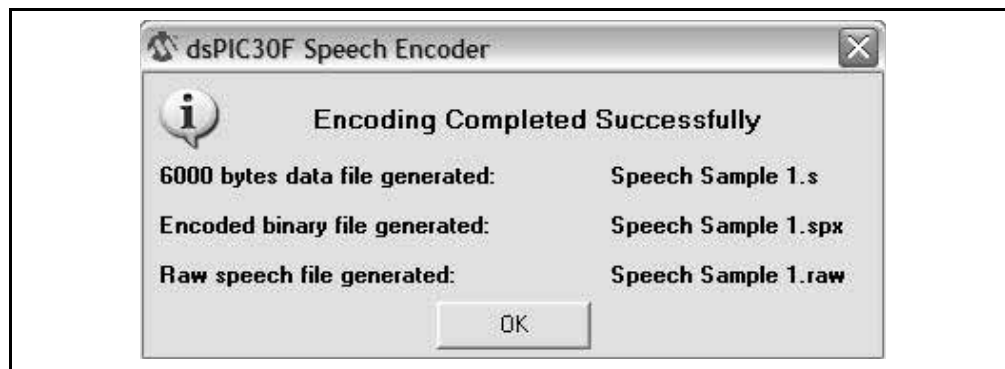 dsPIC30F Speech Encoder
Encoding Completed Successfully
6000 bytes data file generated: Speech Sample 1.s
Encoded binary file generated: Speech Sample 1.spx
Raw speech file generated: Speech Sample 1.raw
OK